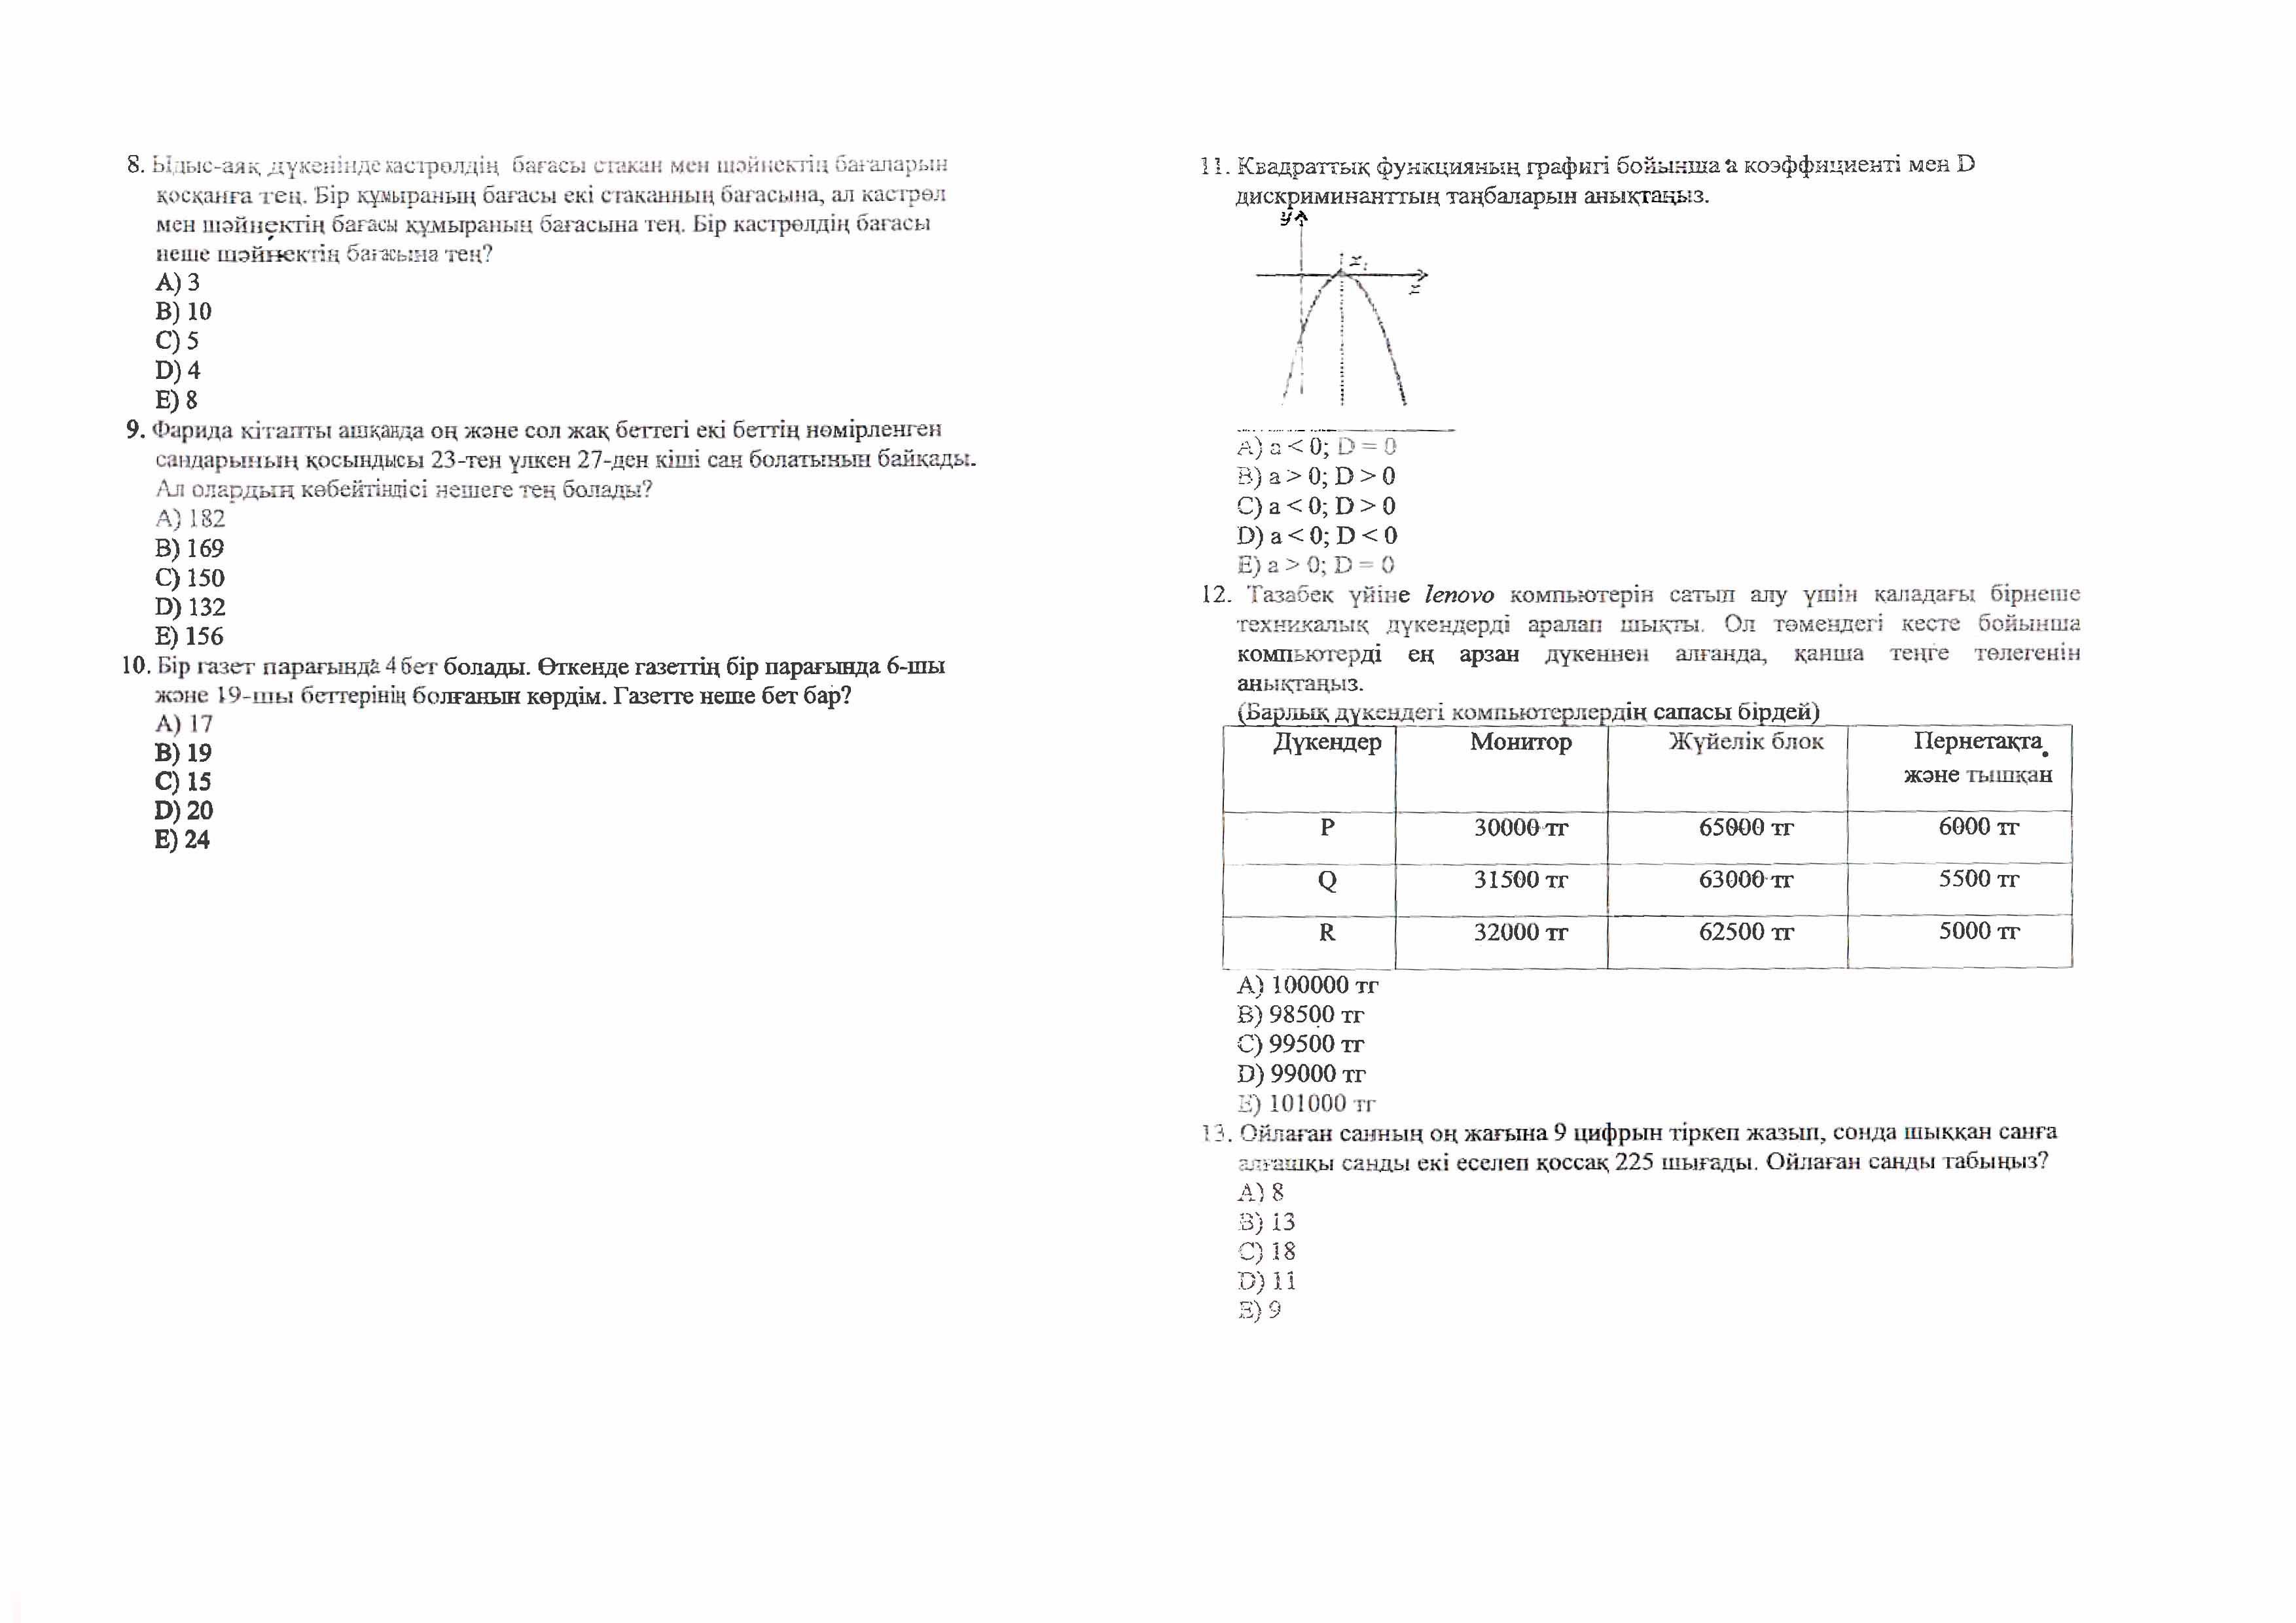 8. Ыдыс-аяқ дүкенінде кастрөлдің бағасы стакан мен шәйнектің бағаларын
қосқанға тең. Бір құмыраның бағасы екі стаканның бағасына, ал кастрөл
мен шәйнектің бағасы құмыраның бағасына тең. Бір кастрөлдің бағасы
неше шәйнектің бағасына тең?
A) 3
B) 10
C) 5
D) 4
E) 8
9. Фарида кітапты ашқанда оң және сол жақ беттегі екі беттің нөмірленген
сандарының қосындысы 23-тен үлкен 27-ден кіші сан болатынын байқады.
Ал олардың көбейтіндісі нешеге тең болады?
A) 182
B) 169
C) 150
D) 132
E) 156
10. Бір газет парағында 4 бет болады. Өткенде газеттің бір парағында 6-шы
және 19-шы беттерінің болғанын көрдім. Газетте неше бет бар?
A) 17
B) 19
C) 15
D) 20
E) 24
11. Квадраттық функцияның графигі бойынша a коэффициенті мен D
дискриминанттың таңбаларын анықтаңыз.
y
x₁
x
A) a < 0; D = 0
B) a > 0; D > 0
C) a < 0; D > 0
D) a < 0; D < 0
E) a > 0; D = 0
12. Тазабек үйіне lenovo компьютерін сатып алу үшін қаладағы бірнеше
техникалық дүкендерді аралап шықты. Ол төмендегі кесте бойынша
компьютерді ең арзан дүкеннен алғанда, қанша теңге төлегенін
анықтаңыз.
(Барлық дүкендегі компьютерлердің сапасы бірдей)
Дүкендер Монитор Жүйелік блок Пернетақта
және тышқан
P 30000 тг 65000 тг 6000 тг
Q 31500 тг 63000 тг 5500 тг
R 32000 тг 62500 тг 5000 тг
A) 100000 тг
B) 98500 тг
C) 99500 тг
D) 99000 тг
E) 101000 тг
13. Ойлаған санның оң жағына 9 цифрын тіркеп жазып, сонда шыққан санға
алғашқы санды екі еселеп қоссақ 225 шығады. Ойлаған санды табыңыз?
A) 8
B) 13
C) 18
D) 11
E) 9